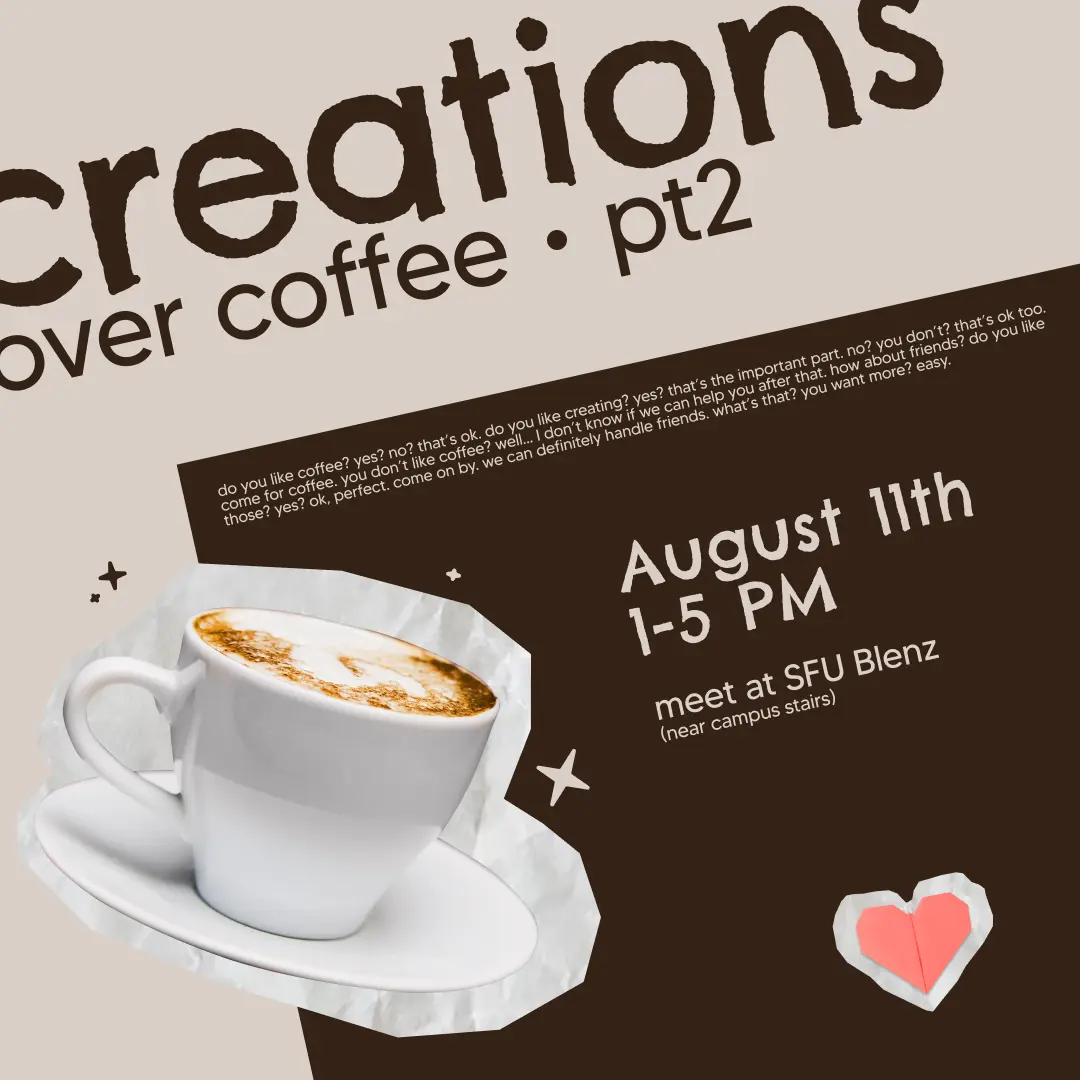 creations
over coffee • pt2
do you like coffee? yes? no? that's ok. do you like creating? yes? that's the important part. no? you don't? that's ok too.
come for coffee. you don't like coffee? well... I don't know if we can help you after that. how about friends? do you like
those? yes? ok, perfect. come on by. we can definitely handle friends. what's that? you want more? easy.
August 11th
1-5 PM
meet at SFU Blenz
(near campus stairs)